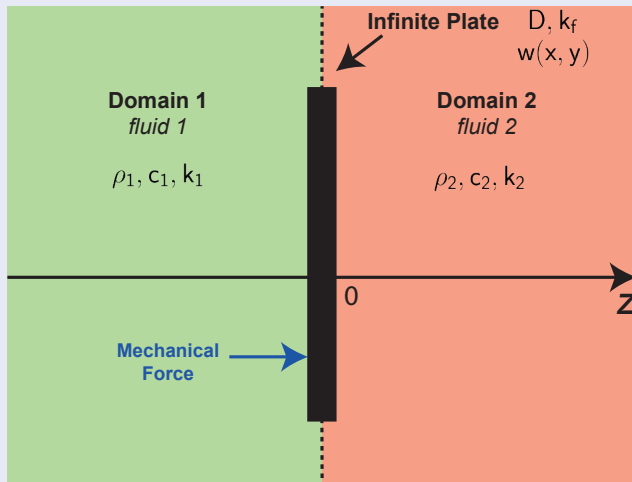 Infinite Plate
D, k_f
w(x, y)
Domain 1
fluid 1
ρ₁, c₁, k₁
Domain 2
fluid 2
ρ₂, c₂, k₂
0
Z
Mechanical
Force